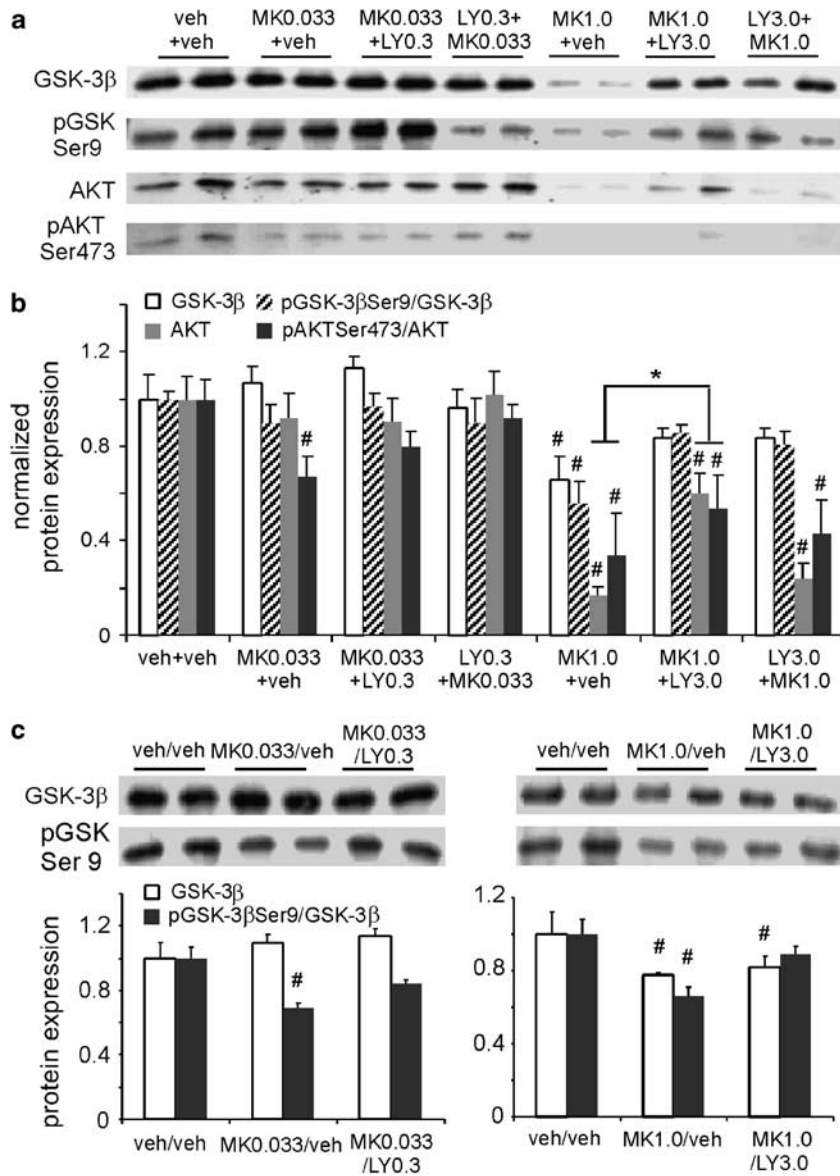 a
veh +veh
MK0.033 +veh
MK0.033 +LY0.3
LY0.3+ MK0.033
MK1.0 +veh
MK1.0 +LY3.0
LY3.0+ MK1.0
GSK-3β
pGSK Ser9
AKT
pAKT Ser473
b
GSK-3β
pGSK-3βSer9/GSK-3β
AKT
pAKTSer473/AKT
normalized protein expression
1.2
0.8
0.4
0
#
#
#
#
#
*
#
#
#
#
veh+veh
MK0.033 +veh
MK0.033 +LY0.3
LY0.3 +MK0.033
MK1.0 +veh
MK1.0 +LY3.0
LY3.0 +MK1.0
c
veh/veh
MK0.033/veh
MK0.033 /LY0.3
GSK-3β
pGSK Ser 9
veh/veh
MK1.0/veh
MK1.0 /LY3.0
GSK-3β
pGSK-3βSer9/GSK-3β
protein expression
1.2
0.8
0.4
0
#
veh/veh
MK0.033/veh
MK0.033 /LY0.3
1.2
0.8
0.4
0
#
#
#
veh/veh
MK1.0/veh
MK1.0 /LY3.0